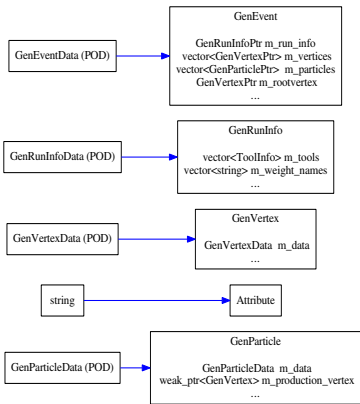 GenEvent
GenRunInfoPtr m_run_info
vector<GenVertexPtr> m_vertices
vector<GenParticlePtr> m_particles
GenVertexPtr m_rootvertex
...
GenEventData (POD)
GenRunInfo
vector<ToolInfo> m_tools
vector<string> m_weight_names
...
GenRunInfoData (POD)
GenVertex
GenVertexData m_data
...
GenVertexData (POD)
string
Attribute
GenParticle
GenParticleData m_data
weak_ptr<GenVertex> m_production_vertex
...
GenParticleData (POD)